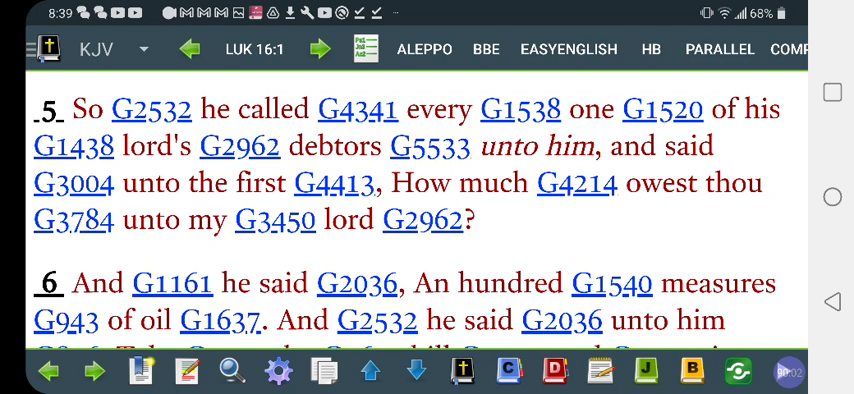 8:39 68%
KJV LUK 16:1 ALEPPO BBE EASYENGLISH HB PARALLEL COMP
5 So G2532 he called G4341 every G1538 one G1520 of his
G1438 lord's G2962 debtors G5533 unto him, and said
G3004 unto the first G4413, How much G4214 owest thou
G3784 unto my G3450 lord G2962?
6 And G1161 he said G2036, An hundred G1540 measures
G943 of oil G1637. And G2532 he said G2036 unto him
C D J B 90:02